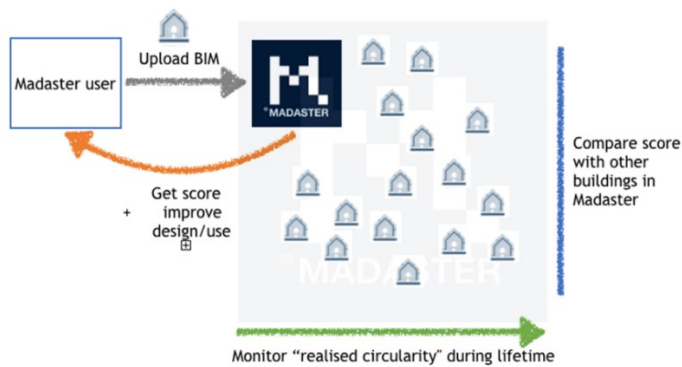 Upload BIM
Madaster user
M.
MADASTER
Get score
+ improve
design/use
Compare score
with other
buildings in
Madaster
MADASTER
Monitor “realised circularity" during lifetime